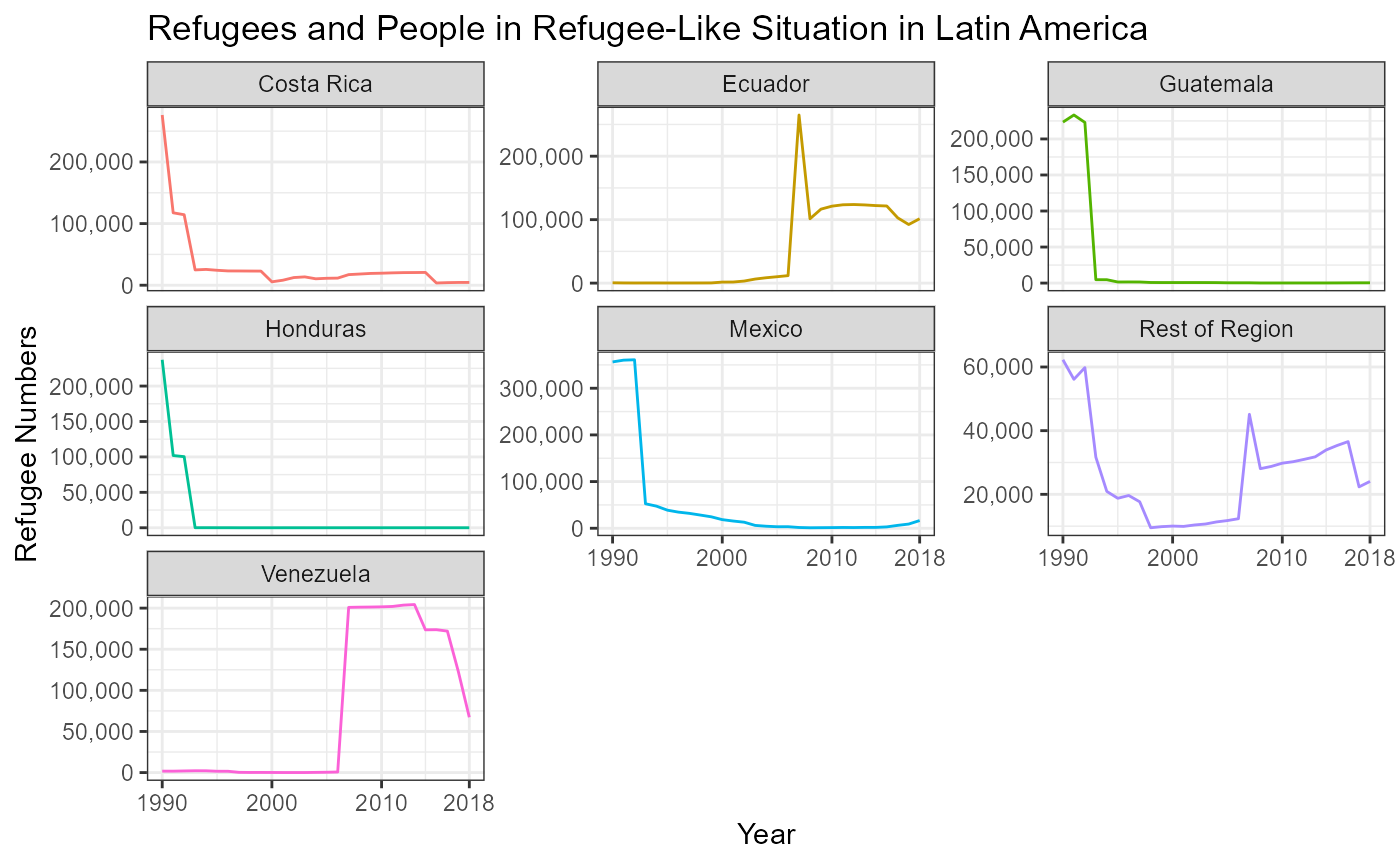 Refugees and People in Refugee-Like Situation in Latin America
Costa Rica
Ecuador
Guatemala
200,000
100,000
0
200,000
100,000
0
200,000
150,000
100,000
50,000
0
Honduras
Mexico
Rest of Region
200,000
150,000
100,000
50,000
0
300,000
200,000
100,000
0
60,000
40,000
20,000
1990 2000 2010 2018
1990 2000 2010 2018
Venezuela
200,000
150,000
100,000
50,000
0
1990 2000 2010 2018
Refugee Numbers
Year